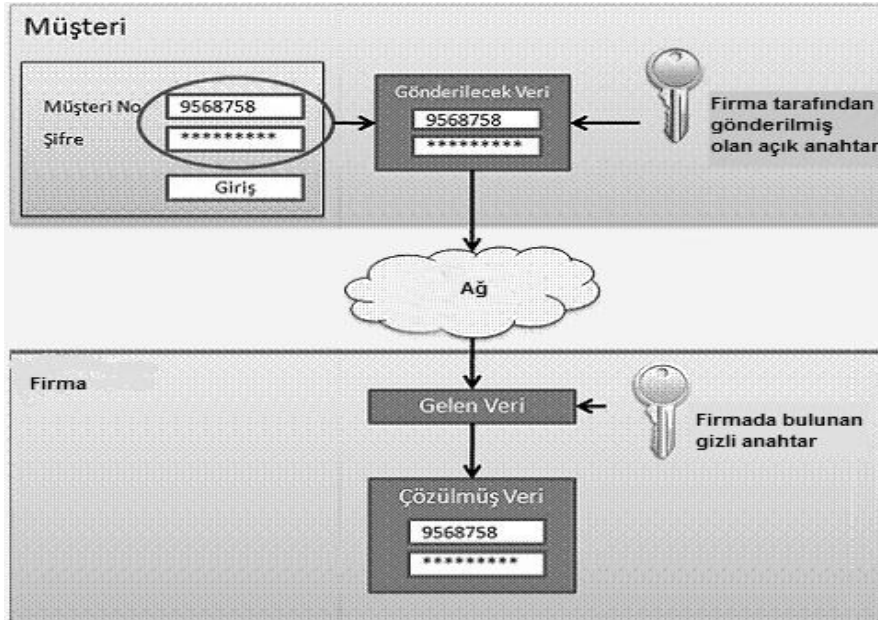 Müşteri
Müşteri No
9568758
Şifre
*********
Giriş
Gönderilecek Veri
9568758
*********
Firma tarafından
gönderilmiş
olan açık anahtar
Ağ
Firma
Gelen Veri
Firmada bulunan
gizli anahtar
Çözülmüş Veri
9568758
*********